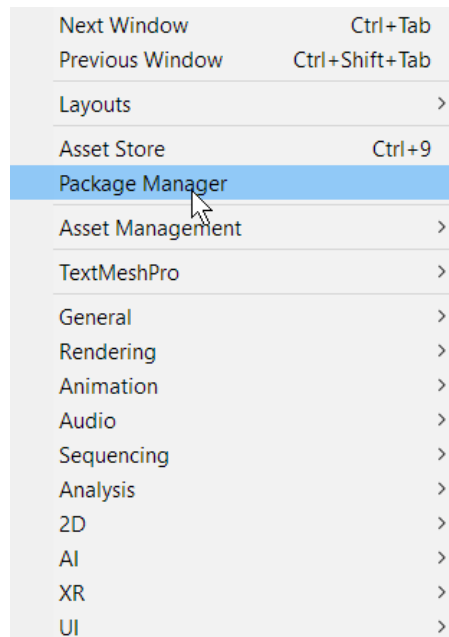 Next Window Ctrl+Tab
Previous Window Ctrl+Shift+Tab
Layouts >
Asset Store Ctrl+9
Package Manager
Asset Management >
TextMeshPro >
General >
Rendering >
Animation >
Audio >
Sequencing >
Analysis >
2D >
AI >
XR >
UI >